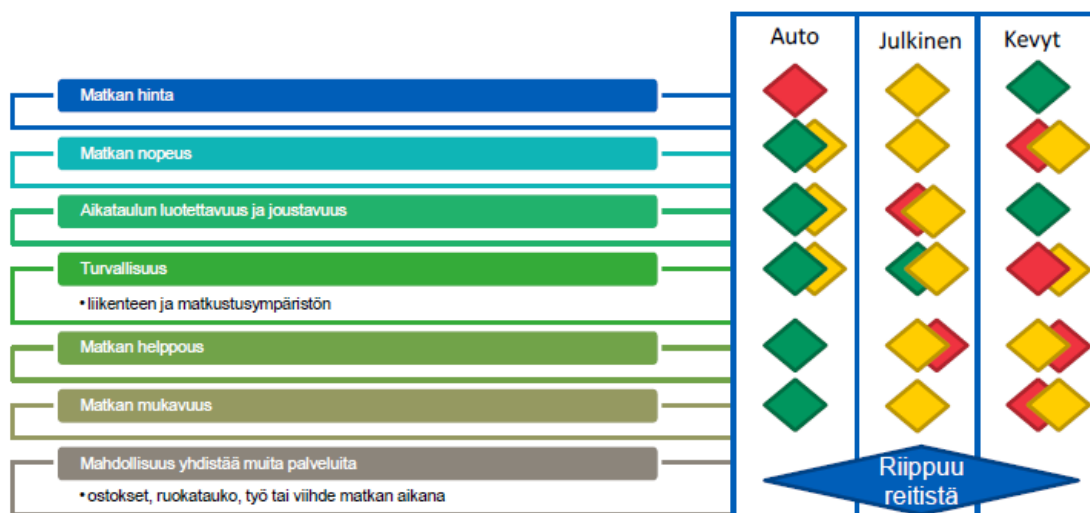 Auto Julkinen Kevyt
Matkan hinta
Matkan nopeus
Aikataulun luotettavuus ja joustavuus
Turvallisuus
•liikenteen ja matkustusympäristön
Matkan helppous
Matkan mukavuus
Mahdollisuus yhdistää muita palveluita
•ostokset, ruokatauko, työ tai viihde matkan aikana
Riippuu
reitistä